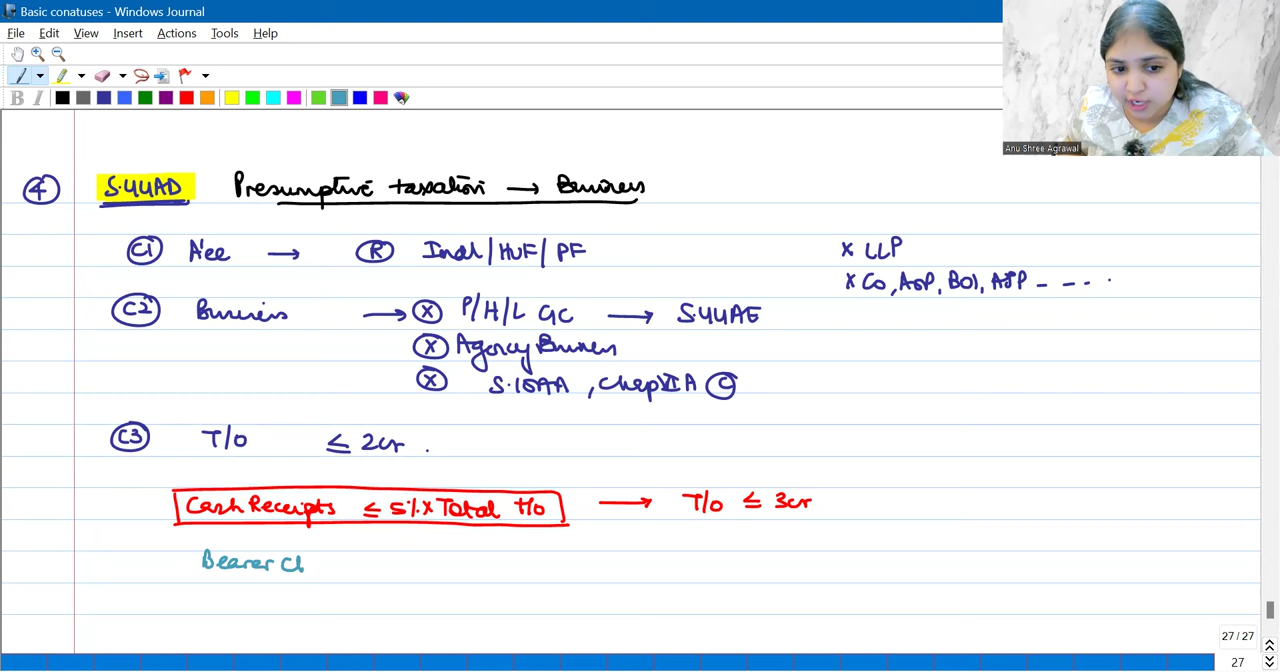 Basic conatuses - Windows Journal
File Edit View Insert Actions Tools Help
B I
Anu Shree Agrawal
4 S.44AD Presumptive taxation → Business
C1 A'ee → R Indl/HUF/PF × LLP
× Co, AOP, BOI, AJP - - - - .
C2 Business → X P/H/L GC → S.44AE
X Agency Business
X S.10AA, Chap VIA C
C3 T/O ≤ 2cr .
Cash Receipts ≤ 5% × Total T/O → T/O ≤ 3cr
Bearer Ch
27 / 27
27